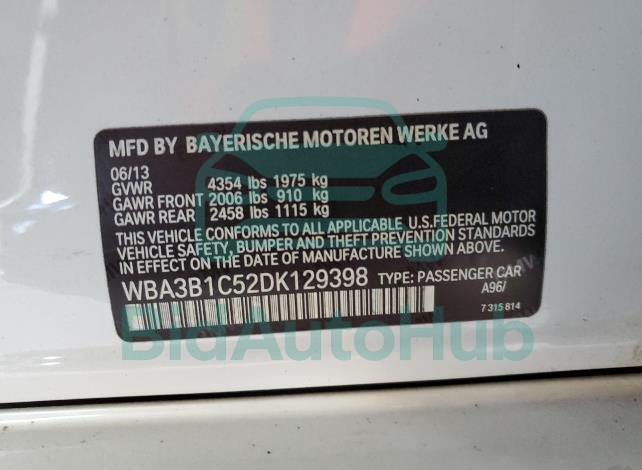 MFD BY BAYERISCHE MOTOREN WERKE AG
06/13
GVWR 4354 lbs 1975 kg
GAWR FRONT 2006 lbs 910 kg
GAWR REAR 2458 lbs 1115 kg
THIS VEHICLE CONFORMS TO ALL APPLICABLE U.S.FEDERAL MOTOR
VEHICLE SAFETY, BUMPER AND THEFT PREVENTION STANDARDS
IN EFFECT ON THE DATE OF MANUFACTURE SHOWN ABOVE.
WBA3B1C52DK129398 TYPE: PASSENGER CAR
A96/
7 315 814
BidAutoHub